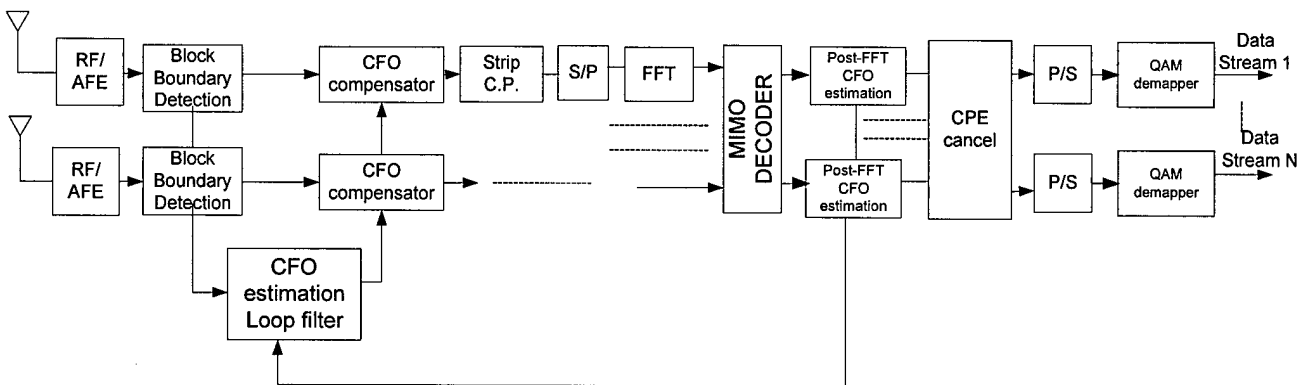 RF/
AFE
Block
Boundary
Detection
CFO
compensator
Strip
C.P.
S/P
FFT
MIMO
DECODER
Post-FFT
CFO
estimation
CPE
cancel
P/S
QAM
demapper
Data
Stream 1
RF/
AFE
Block
Boundary
Detection
CFO
compensator
Post-FFT
CFO
estimation
P/S
QAM
demapper
Data
Stream N
CFO
estimation
Loop filter